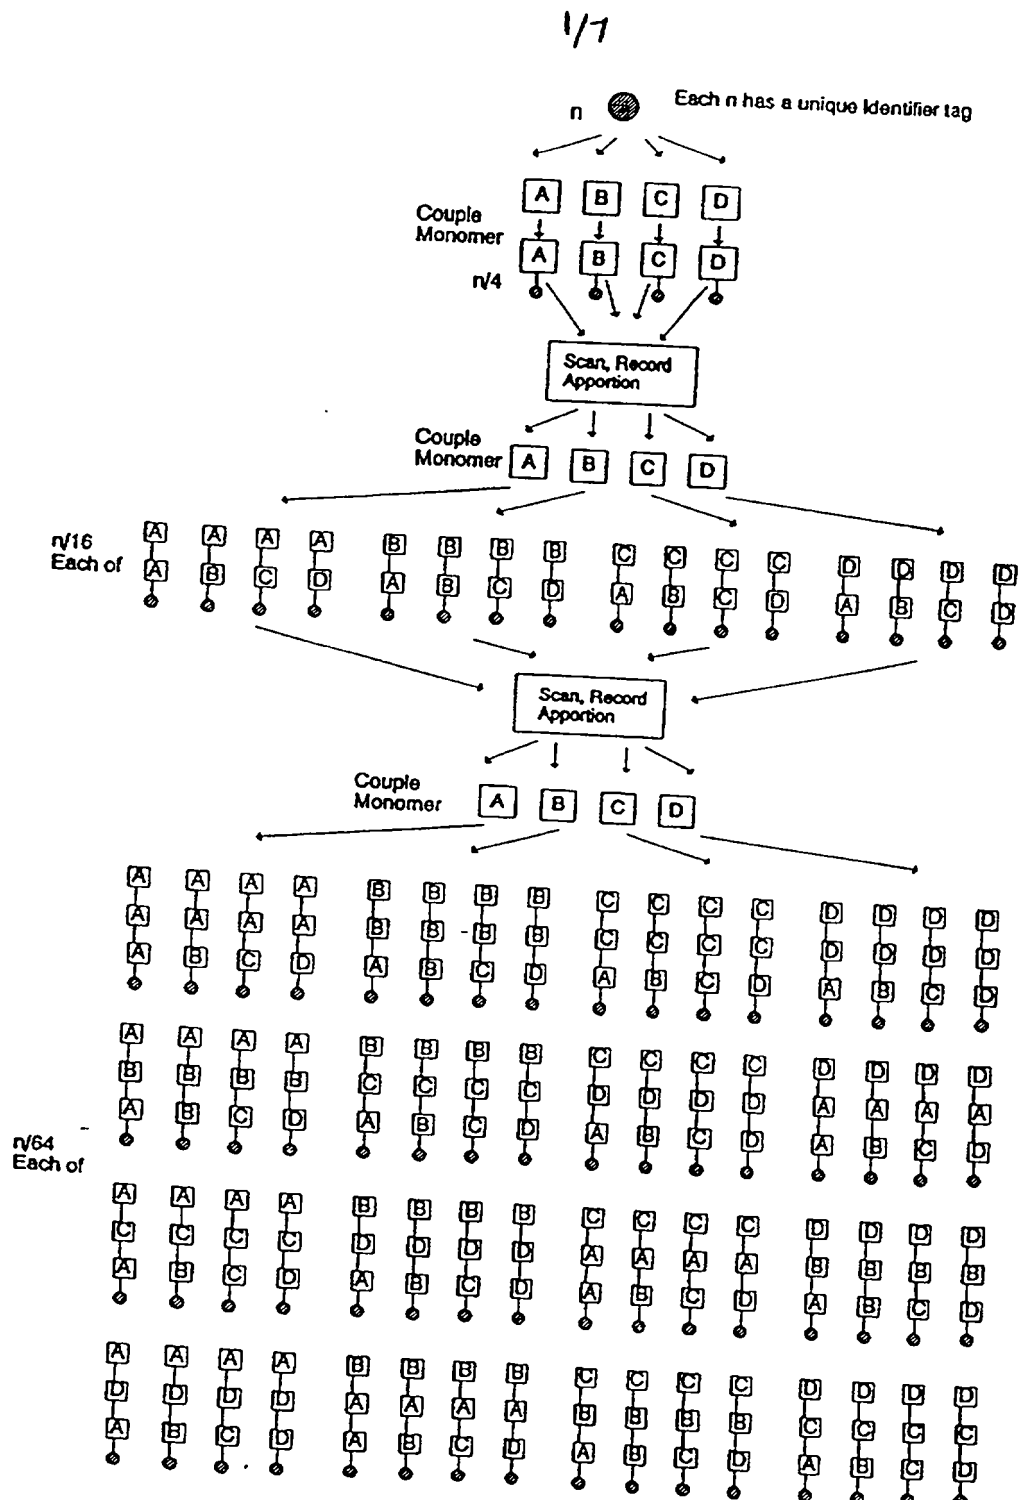 1/7
n Each n has a unique Identifier tag
A B C D
Couple
Monomer
A B C D
n/4
Scan, Record
Apportion
Couple
Monomer
A B C D
n/16
Each of
A A A A B B B B C C C C D D D D
A B C D A B C D A B C D A B C D
Scan, Record
Apportion
Couple
Monomer
A B C D
A A A A B B B B C C C C D D D D
A A A A B B B B C C C C D D D D
A B C D A B C D A B C D A B C D
A A A A B B B B C C C C D D D D
B B B B C C C C D D D D A A A A
A B C D A B C D A B C D A B C D
n/64
Each of
A A A A B B B B C C C C D D D D
C C C C D D D D A A A A B B B B
A B C D A B C D A B C D A B C D
A A A A B B B B C C C C D D D D
D D D D A A A A B B B B C C C C
A B C D A B C D A B C D A B C D